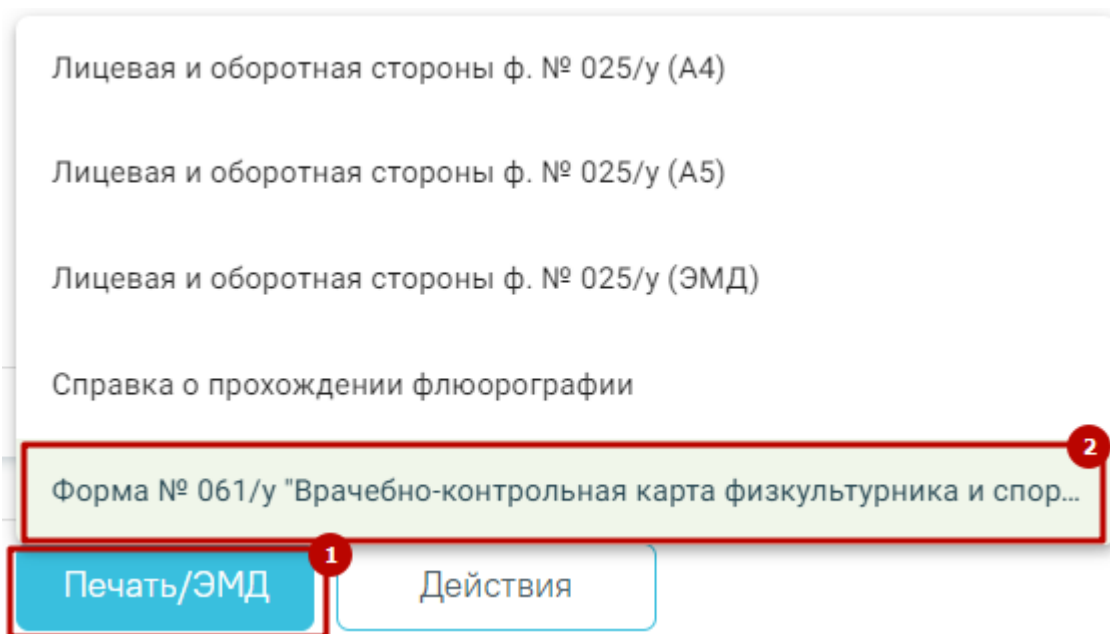 Лицевая и оборотная стороны ф. № 025/у (А4)
Лицевая и оборотная стороны ф. № 025/у (А5)
Лицевая и оборотная стороны ф. № 025/у (ЭМД)
Справка о прохождении флюорографии
2
Форма № 061/у "Врачебно-контрольная карта физкультурника и спор...
1
Печать/ЭМД
Действия